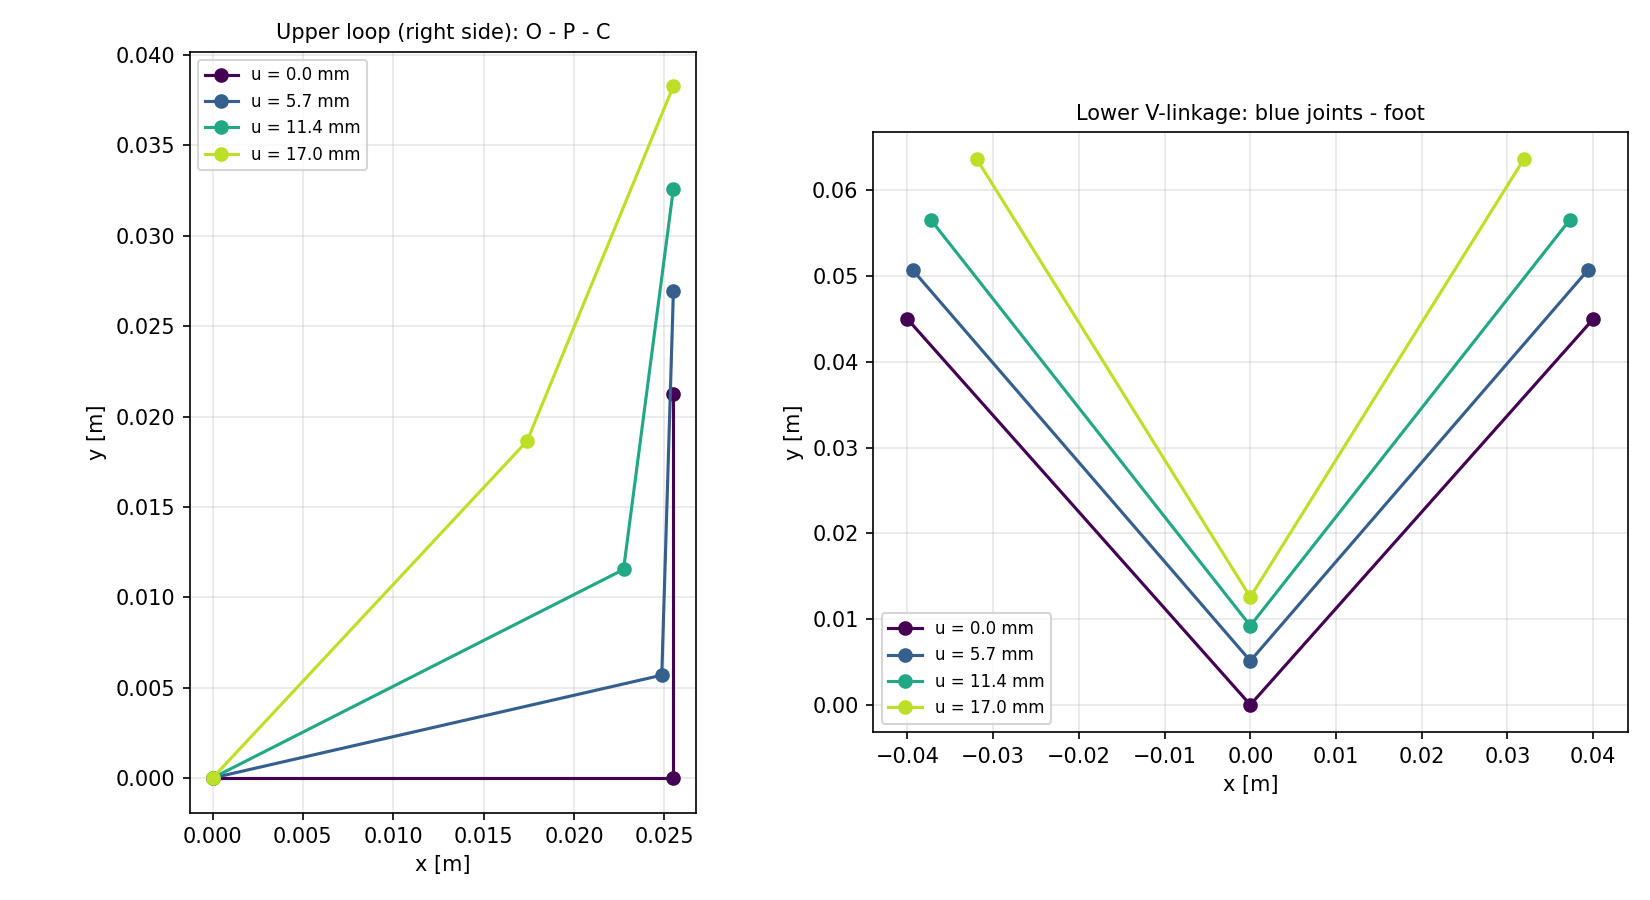 Upper loop (right side): O - P - C
u = 0.0 mm
u = 5.7 mm
u = 11.4 mm
u = 17.0 mm
0.040
0.035
0.030
0.025
0.020
0.015
0.010
0.005
0.000
y [m]
0.000 0.005 0.010 0.015 0.020 0.025
x [m]
Lower V-linkage: blue joints - foot
0.06
0.05
0.04
0.03
0.02
0.01
0.00
y [m]
u = 0.0 mm
u = 5.7 mm
u = 11.4 mm
u = 17.0 mm
−0.04 −0.03 −0.02 −0.01 0.00 0.01 0.02 0.03 0.04
x [m]